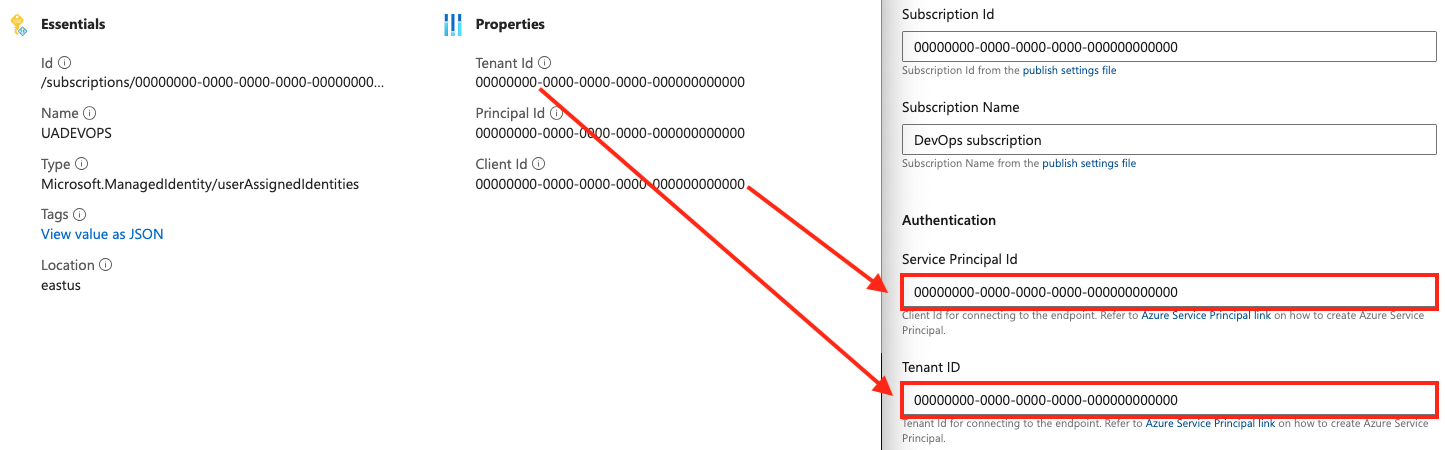 Essentials
Id
/subscriptions/00000000-0000-0000-0000-00000000...
Name
UADEVOPS
Type
Microsoft.ManagedIdentity/userAssignedIdentities
Tags
View value as JSON
Location
eastus
Properties
Tenant Id
00000000-0000-0000-0000-000000000000
Principal Id
00000000-0000-0000-0000-000000000000
Client Id
00000000-0000-0000-0000-000000000000
Subscription Id
00000000-0000-0000-0000-000000000000
Subscription Id from the publish settings file
Subscription Name
DevOps subscription
Subscription Name from the publish settings file
Authentication
Service Principal Id
00000000-0000-0000-0000-000000000000
Client Id for connecting to the endpoint. Refer to Azure Service Principal link on how to create Azure Service
Principal.
Tenant ID
00000000-0000-0000-0000-000000000000
Tenant Id for connecting to the endpoint. Refer to Azure Service Principal link on how to create Azure Service
Principal.